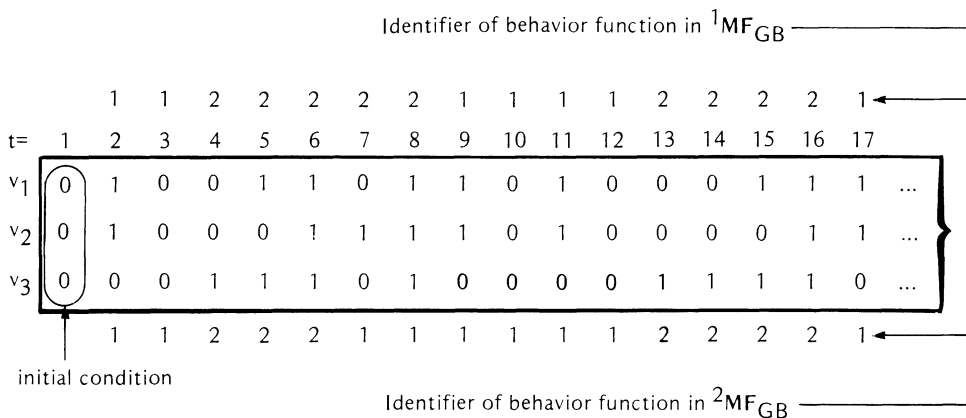 Identifier of behavior function in ¹MF_GB
1 1 2 2 2 2 2 1 1 1 1 2 2 2 2 1
t= 1 2 3 4 5 6 7 8 9 10 11 12 13 14 15 16 17
v₁ 0 1 0 0 1 1 0 1 1 0 1 0 0 0 1 1 1 ...
v₂ 0 1 0 0 0 1 1 1 1 0 1 0 0 0 0 1 1 ...
v₃ 0 0 0 1 1 1 0 1 0 0 0 0 1 1 1 1 0 ...
1 1 2 2 2 1 1 1 1 1 1 2 2 2 2 1
initial condition
Identifier of behavior function in ²MF_GB